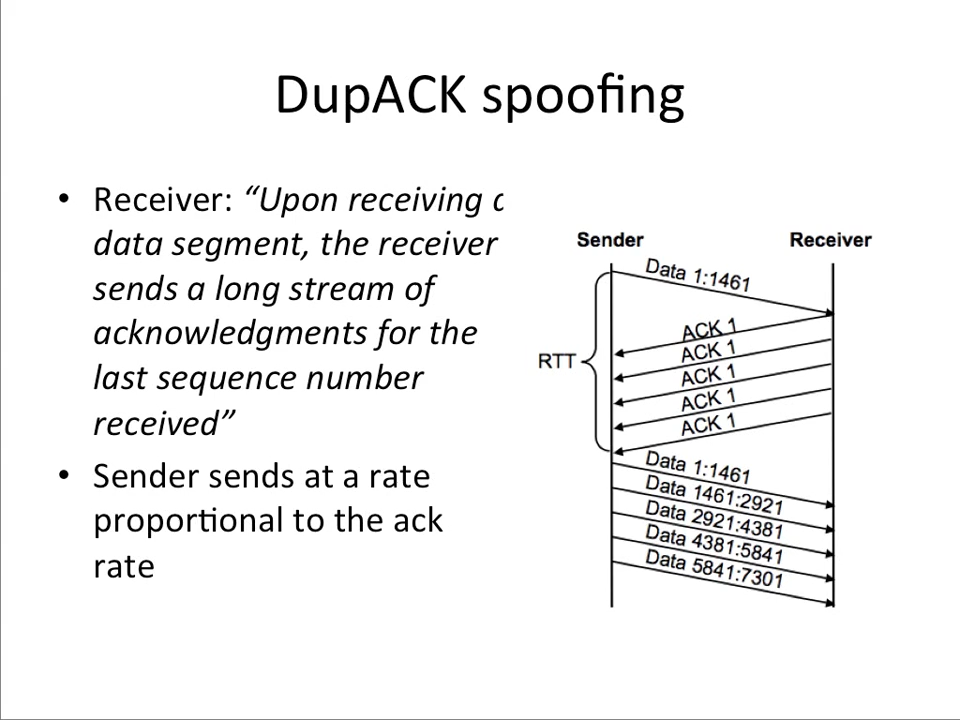 DupACK spoofing
• Receiver: “Upon receiving a
data segment, the receiver
sends a long stream of
acknowledgments for the
last sequence number
received”
• Sender sends at a rate
proportional to the ack
rate
Sender Receiver
Data 1:1461
ACK 1
ACK 1
RTT
ACK 1
ACK 1
ACK 1
Data 1:1461
Data 1461:2921
Data 2921:4381
Data 4381:5841
Data 5841:7301